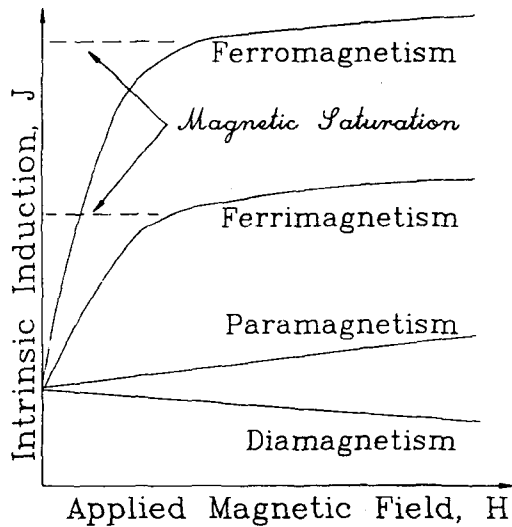 Intrinsic Induction, J
Ferromagnetism
Magnetic Saturation
Ferrimagnetism
Paramagnetism
Diamagnetism
Applied Magnetic Field, H